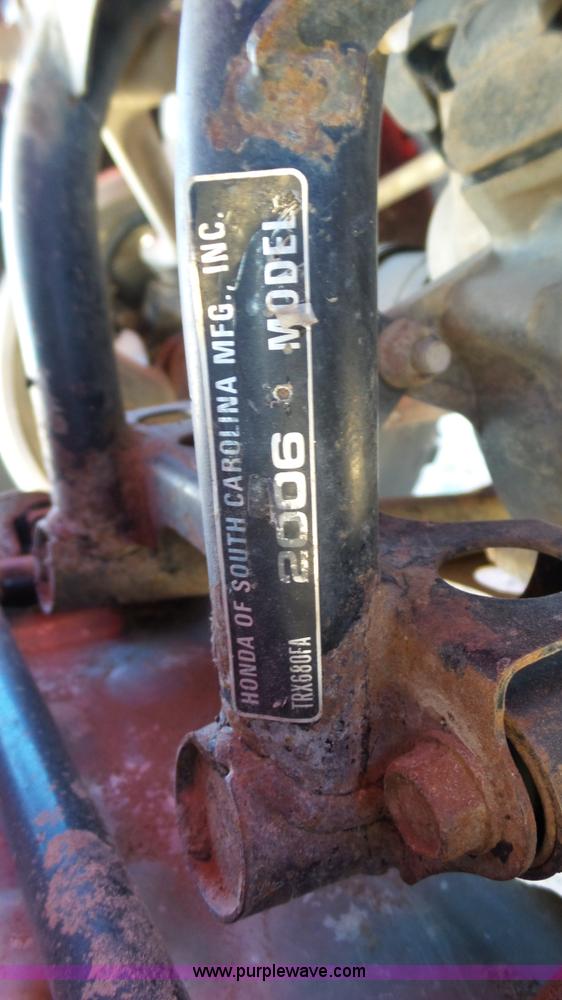 HONDA OF SOUTH CAROLINA MFG., INC.
2006 MODEL
TRX680FA
www.purplewave.com